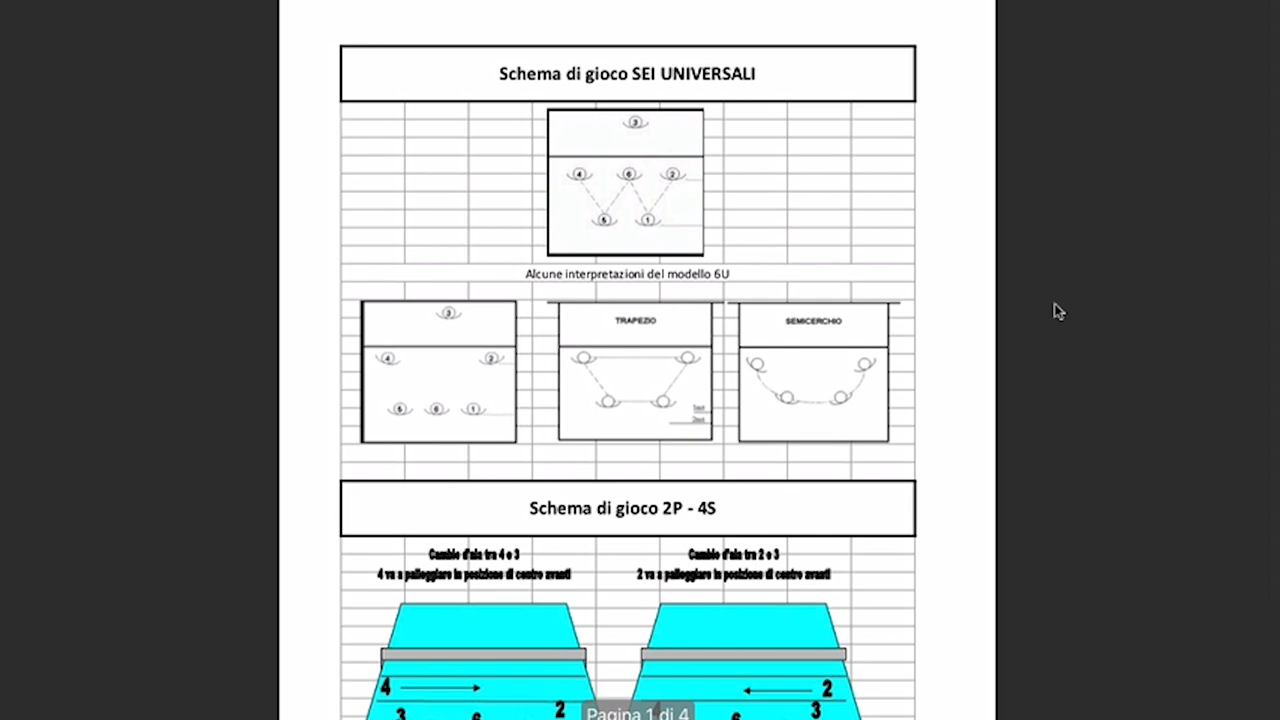 Schema di gioco SEI UNIVERSALI
3
4 6 2
5 1
Alcune interpretazioni del modello 6U
3
4 2
5 6 1
TRAPEZIO
SEMICERCHIO
Schema di gioco 2P - 4S
Cambio d'ala tra 4 e 3
4 va a palleggiare in posizione di centro avanti
Cambio d'ala tra 2 e 3
2 va a palleggiare in posizione di centro avanti
4
3 6 2
2
6 3
Pagina 1 di 4